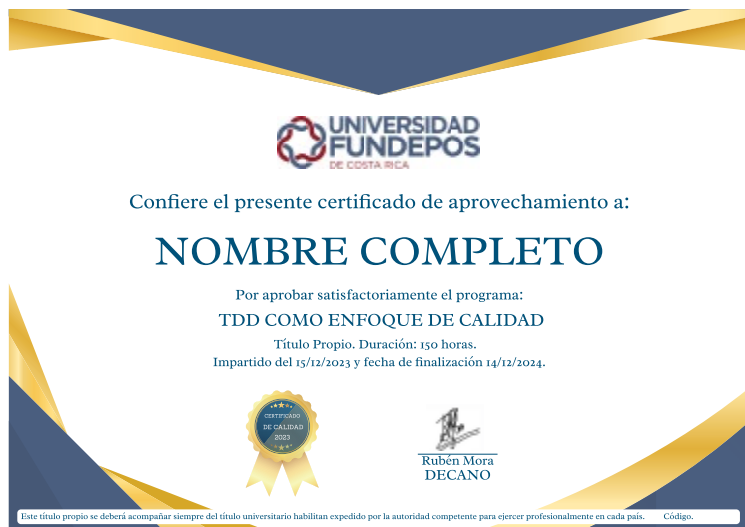 UNIVERSIDAD
FUNDEPOS
DE COSTA RICA
Confiere el presente certificado de aprovechamiento a:
NOMBRE COMPLETO
Por aprobar satisfactoriamente el programa:
TDD COMO ENFOQUE DE CALIDAD
Título Propio. Duración: 150 horas.
Impartido del 15/12/2023 y fecha de finalización 14/12/2024.
CERTIFICADO
DE CALIDAD
2023
Rubén Mora
DECANO
Este título propio se deberá acompañar siempre del título universitario habilitan expedido por la autoridad competente para ejercer profesionalmente en cada país. Código.